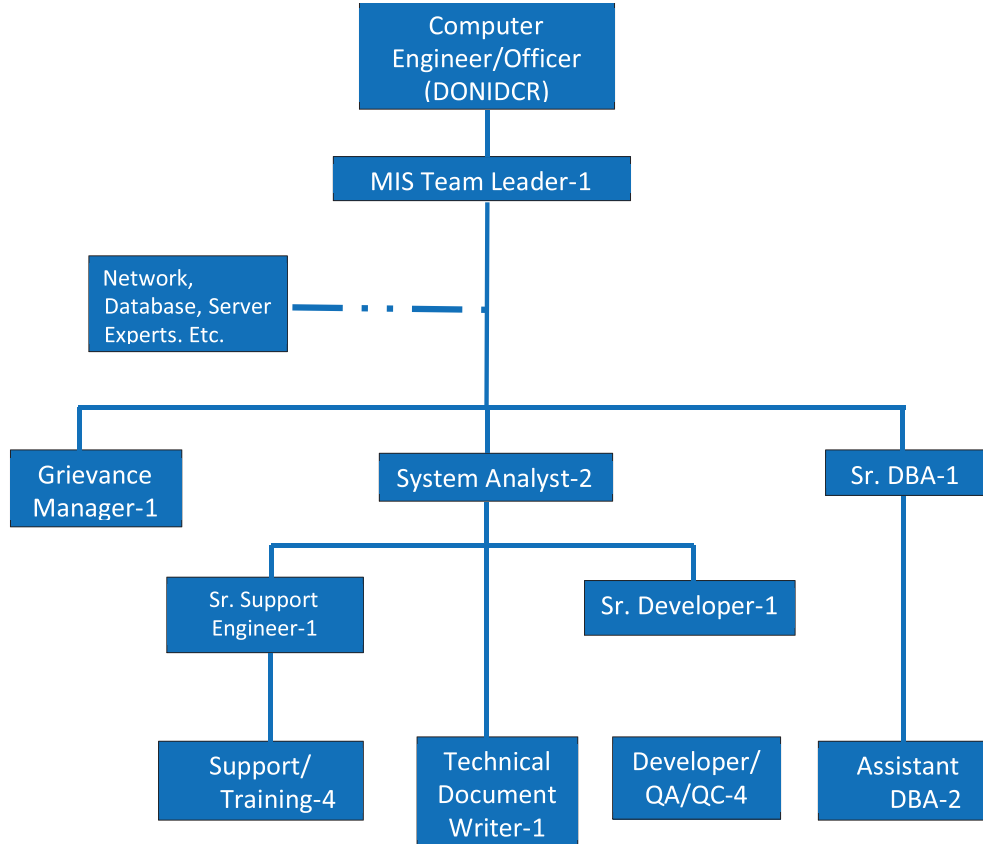 Computer
Engineer/Officer
(DONIDCR)
MIS Team Leader-1
Network,
Database, Server
Experts. Etc.
Grievance
Manager-1
System Analyst-2
Sr. DBA-1
Sr. Support
Engineer-1
Sr. Developer-1
Support/
Training-4
Technical
Document
Writer-1
Developer/
QA/QC-4
Assistant
DBA-2